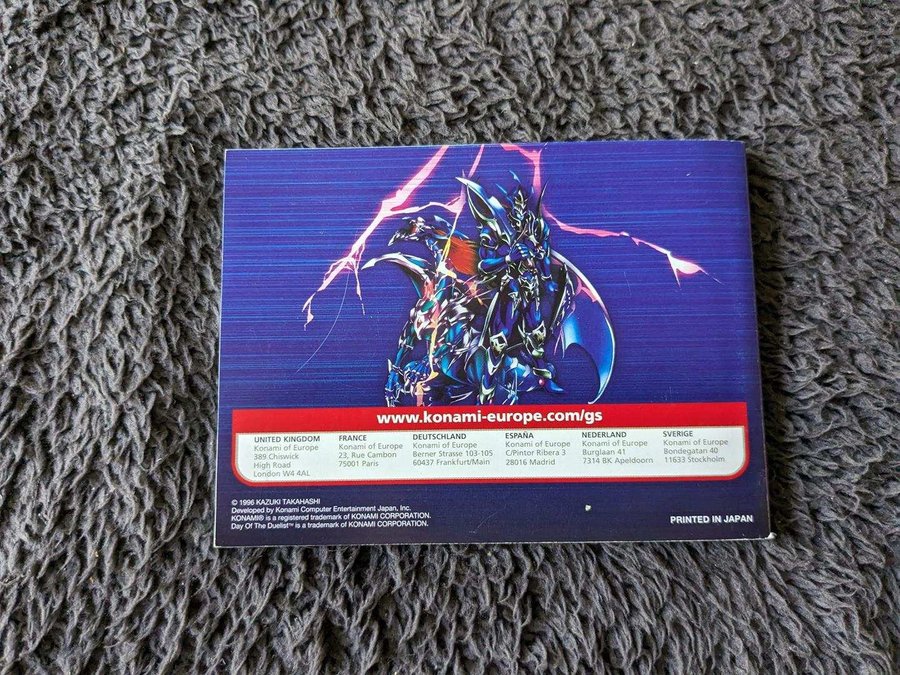 www.konami-europe.com/gs
UNITED KINGDOM
Konami of Europe
389 Chiswick
High Road
London W4 4AL
FRANCE
Konami of Europe
23, Rue Cambon
75001 Paris
DEUTSCHLAND
Konami of Europe
Berner Strasse 103-105
60437 Frankfurt/Main
ESPAÑA
Konami of Europe
C/Pintor Ribera 3
28016 Madrid
NEDERLAND
Konami of Europe
Burglaan 41
7314 BK Apeldoorn
SVERIGE
Konami of Europe
Bondegatan 40
11633 Stockholm
© 1996 KAZUKI TAKAHASHI
Developed by Konami Computer Entertainment Japan, Inc.
KONAMI® is a registered trademark of KONAMI CORPORATION.
Day Of The Duelist™ is a trademark of KONAMI CORPORATION.
PRINTED IN JAPAN